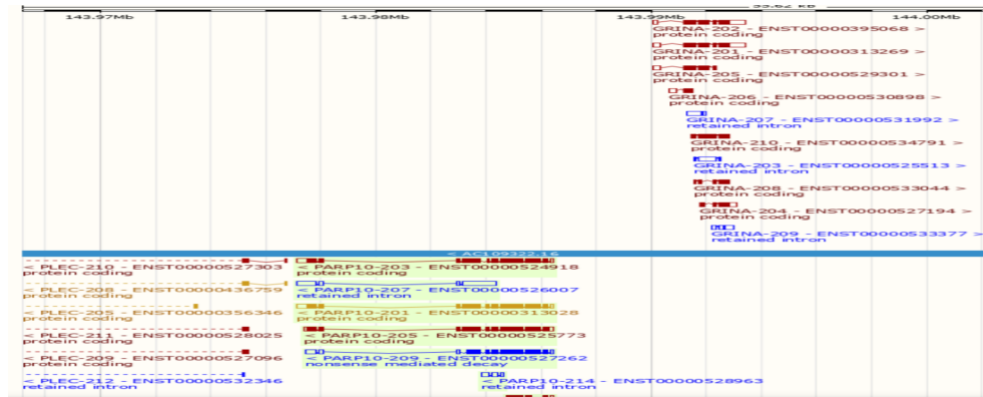 143.97Mb 143.98Mb 143.99Mb 144.00Mb
GRINA-202 - ENST00000395068 >
protein coding
GRINA-201 - ENST00000313269 >
protein coding
GRINA-205 - ENST00000529301 >
protein coding
GRINA-206 - ENST00000530898 >
protein coding
GRINA-207 - ENST00000531992 >
retained intron
GRINA-210 - ENST00000534791 >
protein coding
GRINA-203 - ENST00000525513 >
retained intron
GRINA-208 - ENST00000533044 >
protein coding
GRINA-204 - ENST00000527194 >
protein coding
GRINA-209 - ENST00000533377 >
retained intron
< PLEC-210 - ENST00000527303 < PARP10-203 - ENST00000524918
protein coding protein coding
< PLEC-208 - ENST00000436759 < PARP10-207 - ENST00000526007
protein coding retained intron
< PLEC-205 - ENST00000356346 < PARP10-201 - ENST00000313028
protein coding protein coding
< PLEC-211 - ENST00000528025 < PARP10-205 - ENST00000525773
protein coding protein coding
< PLEC-209 - ENST00000527096 < PARP10-209 - ENST00000527262
protein coding nonsense mediated decay
< PLEC-212 - ENST00000532346 < PARP10-214 - ENST00000528963
retained intron retained intron